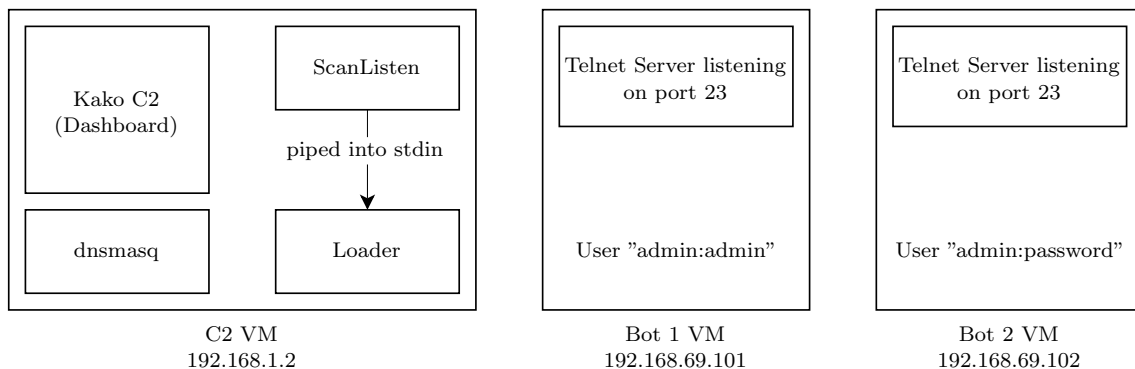 Kako C2
(Dashboard)
ScanListen
piped into stdin
dnsmasq
Loader
C2 VM
192.168.1.2
Telnet Server listening
on port 23
User ”admin:admin”
Bot 1 VM
192.168.69.101
Telnet Server listening
on port 23
User ”admin:password”
Bot 2 VM
192.168.69.102